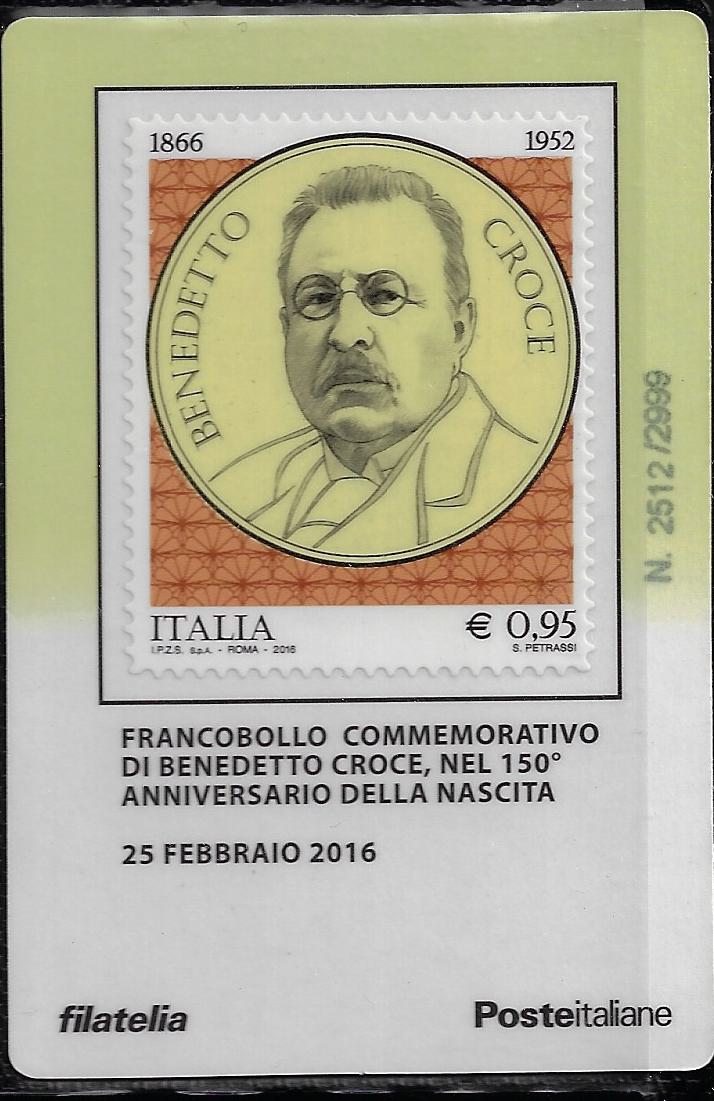 1866
1952
BENEDETTO CROCE
ITALIA
€ 0,95
I.P.Z.S. S.p.A. - ROMA - 2016
S. PETRASSI
N. 2512/2999
FRANCOBOLLO COMMEMORATIVO
DI BENEDETTO CROCE, NEL 150°
ANNIVERSARIO DELLA NASCITA
25 FEBBRAIO 2016
filatelia
Posteitaliane